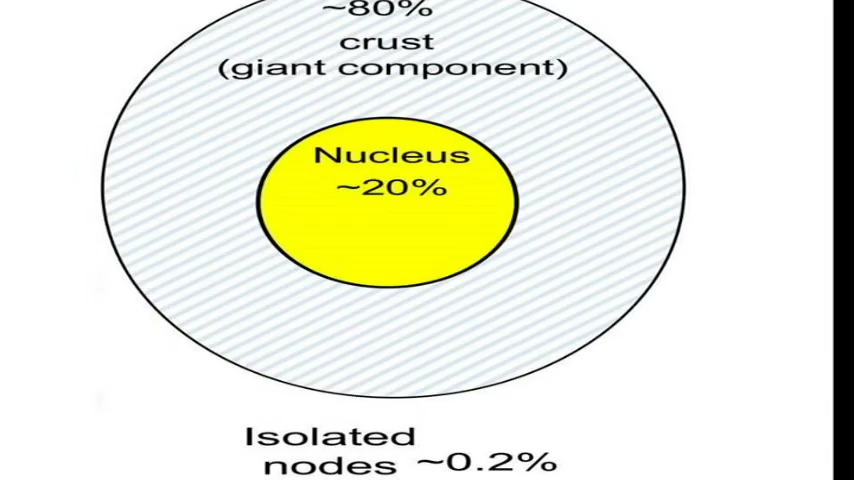 ~80%
crust
(giant component)
Nucleus
~20%
Isolated
nodes ~0.2%